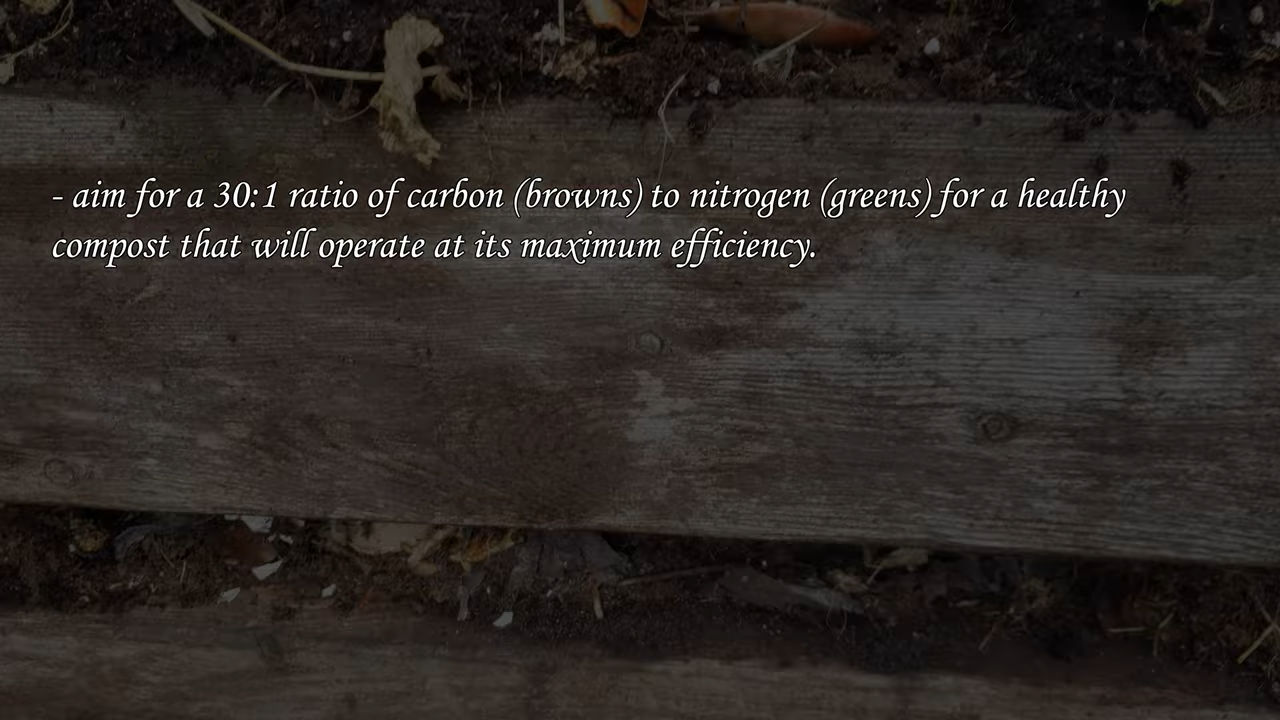 - aim for a 30:1 ratio of carbon (browns) to nitrogen (greens) for a healthy
compost that will operate at its maximum efficiency.